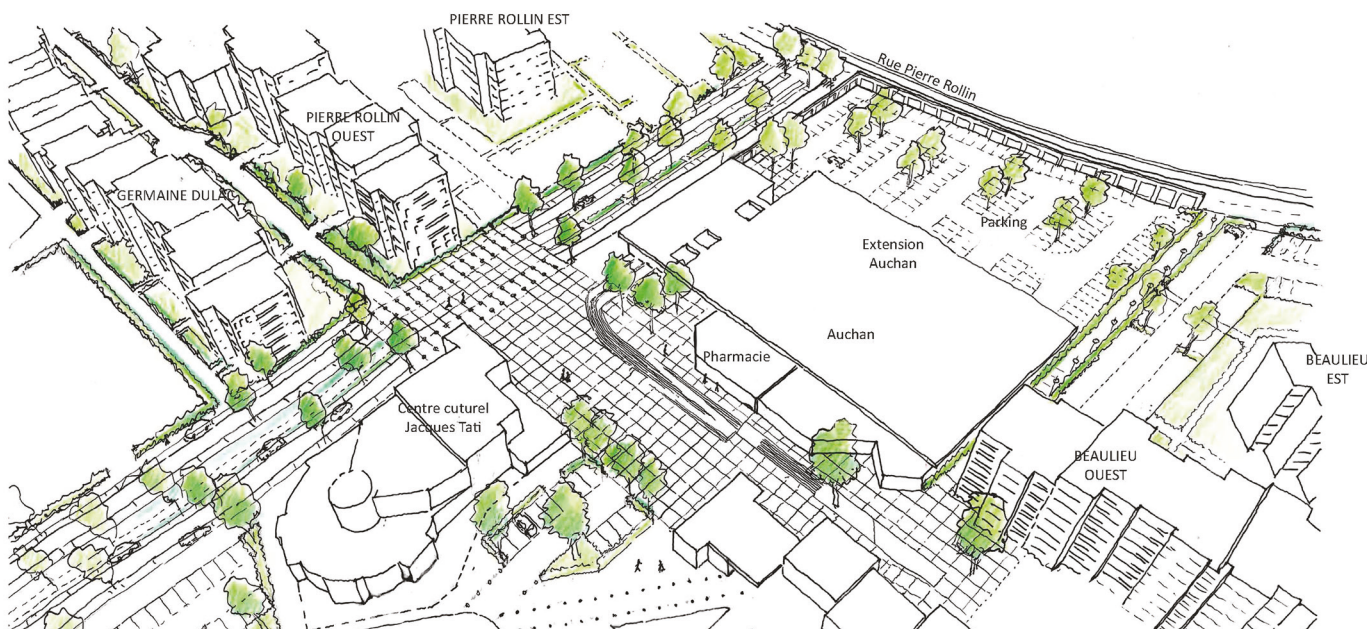 PIERRE ROLLIN EST
Rue Pierre Rollin
PIERRE ROLLIN
OUEST
GERMAINE DULAC
Parking
Extension
Auchan
Auchan
Pharmacie
BEAULIEU
EST
Centre cuturel
Jacques Tati
BEAULIEU
OUEST